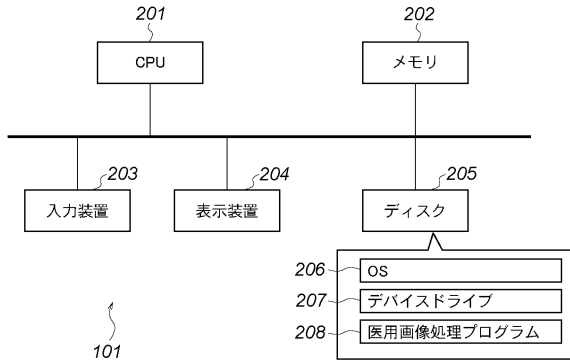 201
202
CPU
メモリ
203
204
205
入力装置
表示装置
ディスク
206
OS
207
デバイスドライブ
208
医用画像処理プログラム
101